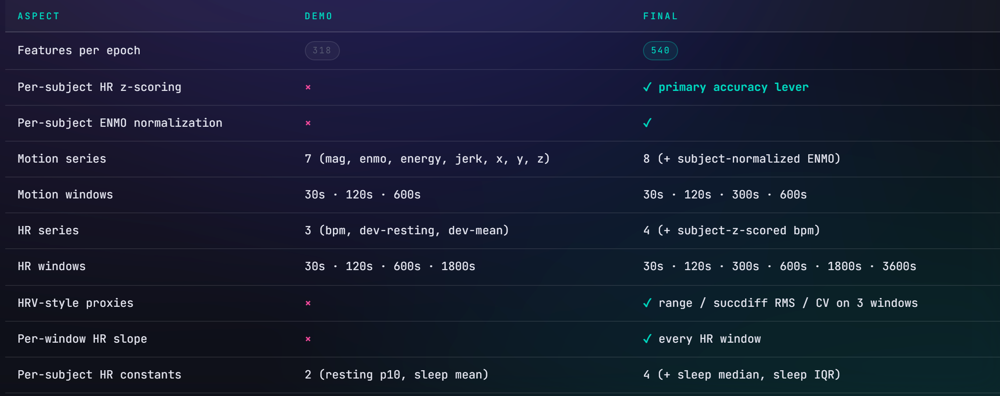 ASPECT DEMO FINAL
Features per epoch 318 540
Per-subject HR z-scoring × ✓ primary accuracy lever
Per-subject ENMO normalization × ✓
Motion series 7 (mag, enmo, energy, jerk, x, y, z) 8 (+ subject-normalized ENMO)
Motion windows 30s · 120s · 600s 30s · 120s · 300s · 600s
HR series 3 (bpm, dev-resting, dev-mean) 4 (+ subject-z-scored bpm)
HR windows 30s · 120s · 600s · 1800s 30s · 120s · 300s · 600s · 1800s · 3600s
HRV-style proxies × ✓ range / succdiff RMS / CV on 3 windows
Per-window HR slope × ✓ every HR window
Per-subject HR constants 2 (resting p10, sleep mean) 4 (+ sleep median, sleep IQR)